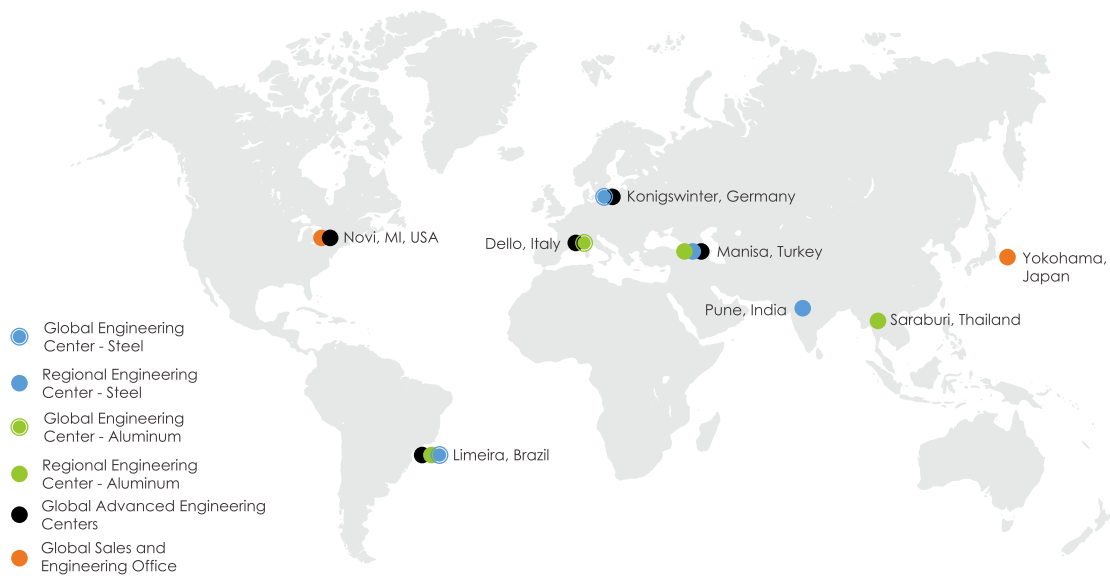 Konigswinter, Germany
Novi, MI, USA
Dello, Italy
Manisa, Turkey
Yokohama,
Japan
Pune, India
Saraburi, Thailand
Limeira, Brazil
Global Engineering
Center - Steel
Regional Engineering
Center - Steel
Global Engineering
Center - Aluminum
Regional Engineering
Center - Aluminum
Global Advanced Engineering
Centers
Global Sales and
Engineering Office